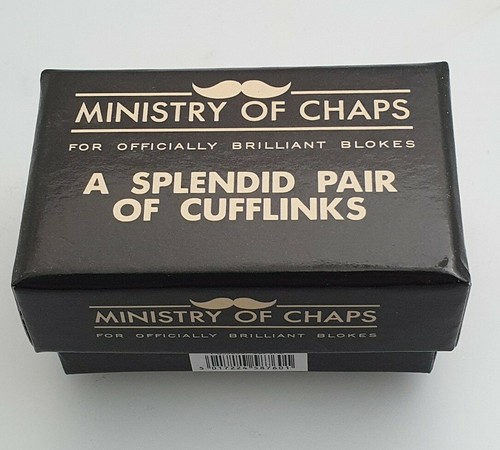 MINISTRY OF CHAPS
FOR OFFICIALLY BRILLIANT BLOKES
A SPLENDID PAIR
OF CUFFLINKS
MINISTRY OF CHAPS
FOR OFFICIALLY BRILLIANT BLOKES